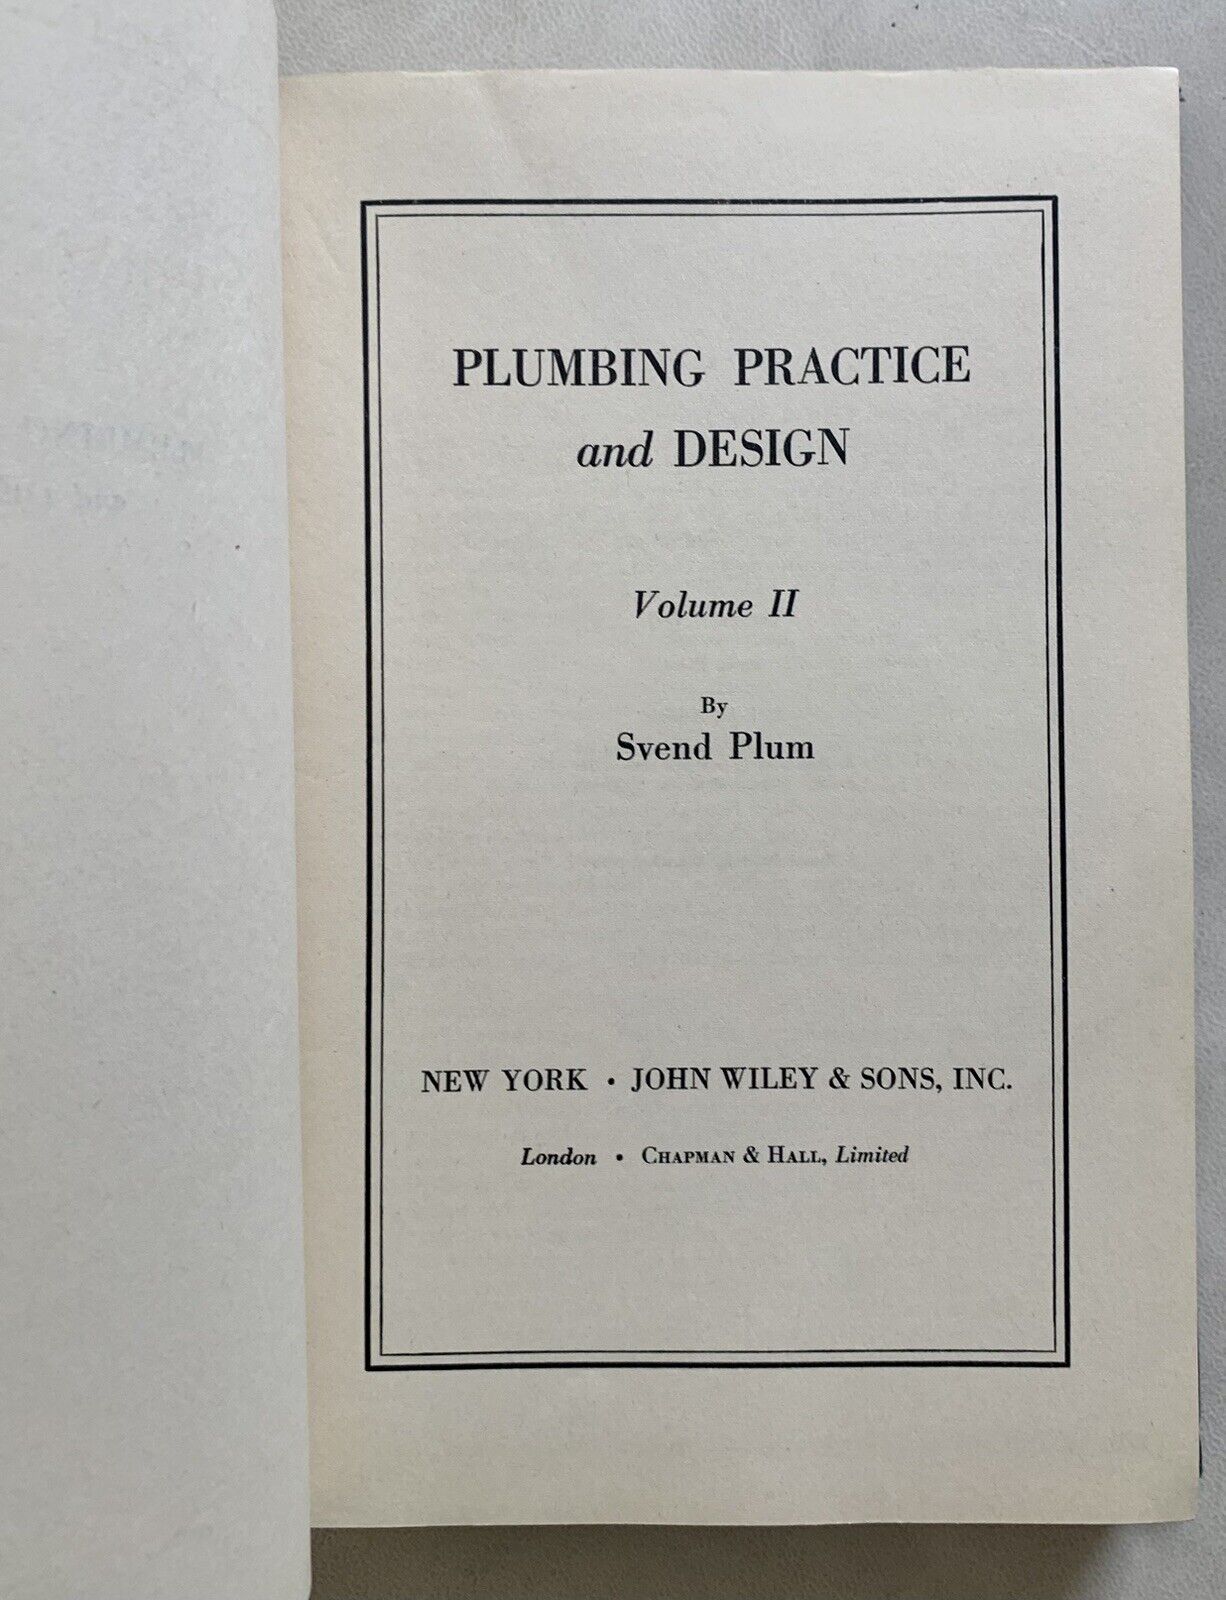 PLUMBING PRACTICE
and DESIGN
Volume II
By
Svend Plum
NEW YORK • JOHN WILEY & SONS, INC.
London • CHAPMAN & HALL, Limited